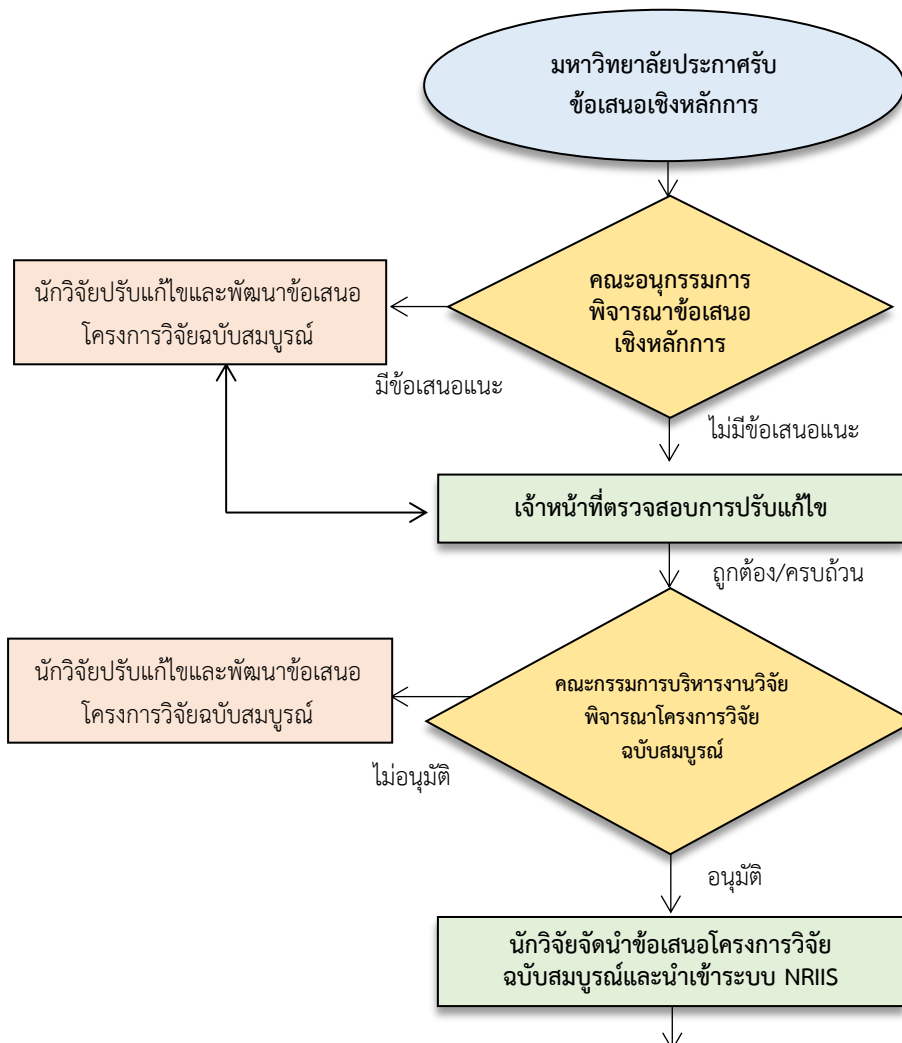 มหาวิทยาลัยประกาศรับ
ข้อเสนอเชิงหลักการ
คณะอนุกรรมการ
พิจารณาข้อเสนอ
เชิงหลักการ
นักวิจัยปรับแก้ไขและพัฒนาข้อเสนอ
โครงการวิจัยฉบับสมบูรณ์
มีข้อเสนอแนะ
ไม่มีข้อเสนอแนะ
เจ้าหน้าที่ตรวจสอบการปรับแก้ไข
ถูกต้อง/ครบถ้วน
คณะกรรมการบริหารงานวิจัย
พิจารณาโครงการวิจัย
ฉบับสมบูรณ์
นักวิจัยปรับแก้ไขและพัฒนาข้อเสนอ
โครงการวิจัยฉบับสมบูรณ์
ไม่อนุมัติ
อนุมัติ
นักวิจัยจัดนำข้อเสนอโครงการวิจัย
ฉบับสมบูรณ์และนำเข้าระบบ NRIIS